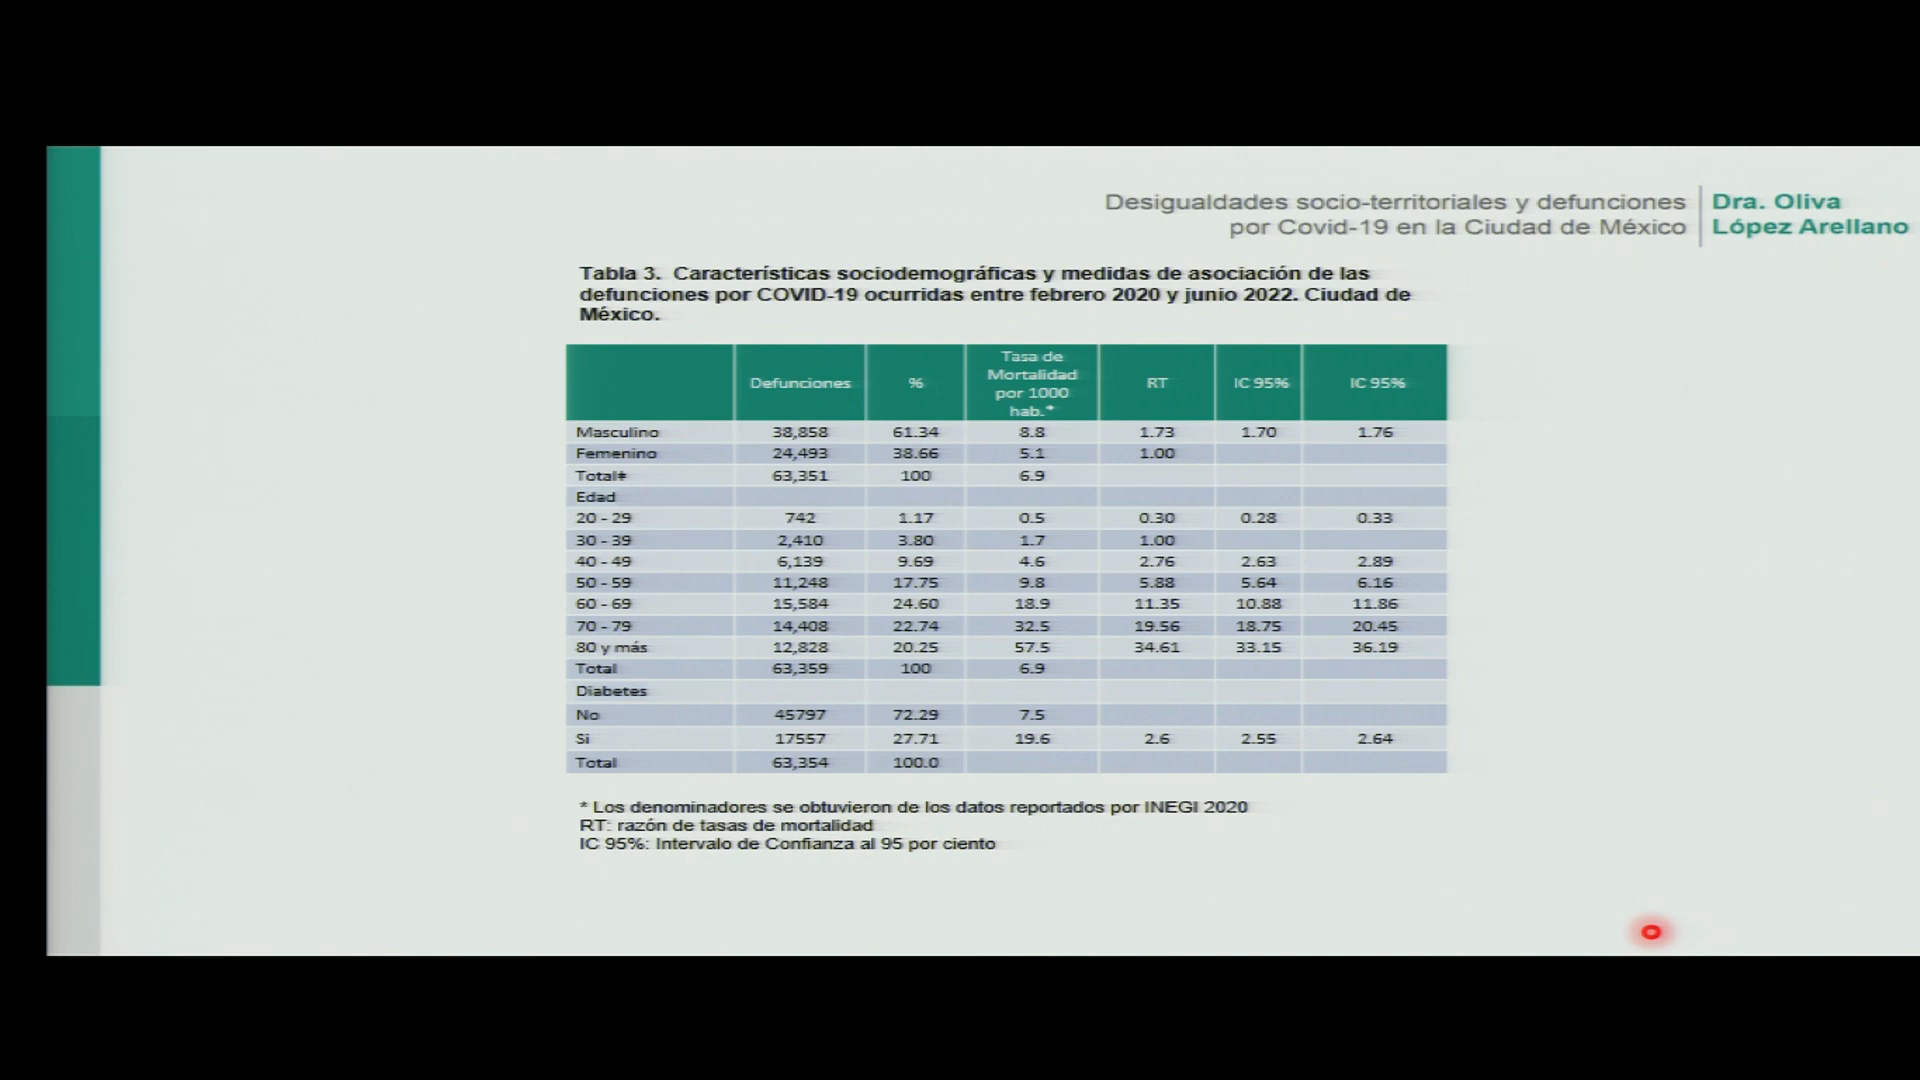 Desigualdades socio-territoriales y defunciones
por Covid-19 en la Ciudad de México
Dra. Oliva
López Arellano
Tabla 3. Características sociodemográficas y medidas de asociación de las
defunciones por COVID-19 ocurridas entre febrero 2020 y junio 2022. Ciudad de
México.
Defunciones % Tasa de Mortalidad por 1000 hab.* RT IC 95% IC 95%
Masculino 38,858 61.34 8.8 1.73 1.70 1.76
Femenino 24,493 38.66 5.1 1.00
Total⁺ 63,351 100 6.9
Edad
20 - 29 742 1.17 0.5 0.30 0.28 0.33
30 - 39 2,410 3.80 1.7 1.00
40 - 49 6,139 9.69 4.6 2.76 2.63 2.89
50 - 59 11,248 17.75 9.8 5.88 5.64 6.16
60 - 69 15,584 24.60 18.9 11.35 10.88 11.86
70 - 79 14,408 22.74 32.5 19.56 18.75 20.45
80 y más 12,828 20.25 57.5 34.61 33.15 36.19
Total 63,359 100 6.9
Diabetes
No 45797 72.29 7.5
Si 17557 27.71 19.6 2.6 2.55 2.64
Total 63,354 100.0
* Los denominadores se obtuvieron de los datos reportados por INEGI 2020
RT: razón de tasas de mortalidad
IC 95%: Intervalo de Confianza al 95 por ciento